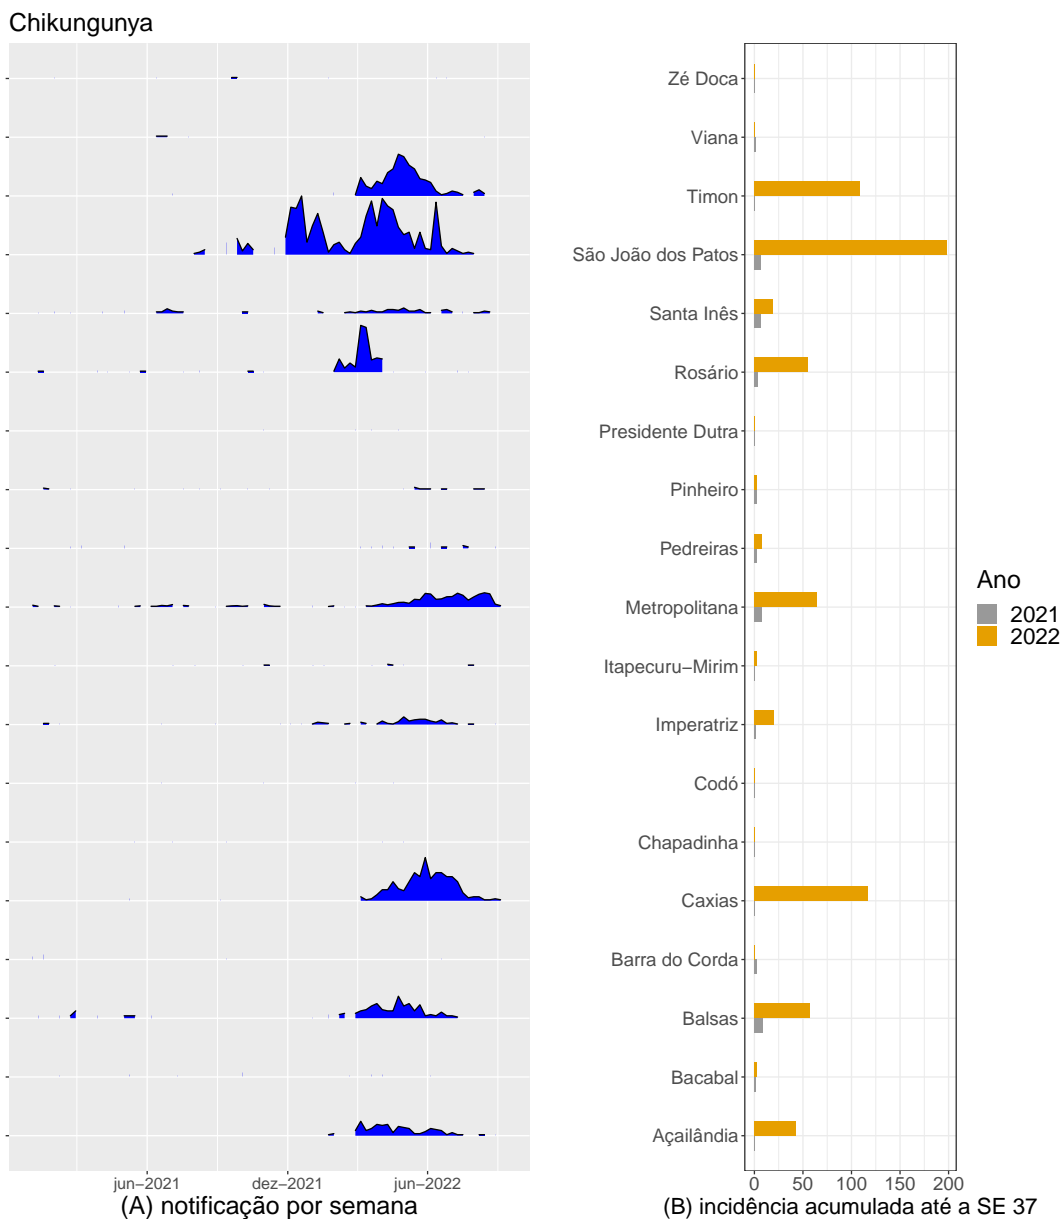 Chikungunya
Zé Doca
Viana
Timon
São João dos Patos
Santa Inês
Rosário
Presidente Dutra
Pinheiro
Pedreiras
Metropolitana
Itapecuru−Mirim
Imperatriz
Codó
Chapadinha
Caxias
Barra do Corda
Balsas
Bacabal
Açailândia
Ano
2021
2022
jun−2021 dez−2021 jun−2022
0 50 100 150 200
(A) notificação por semana
(B) incidência acumulada até a SE 37